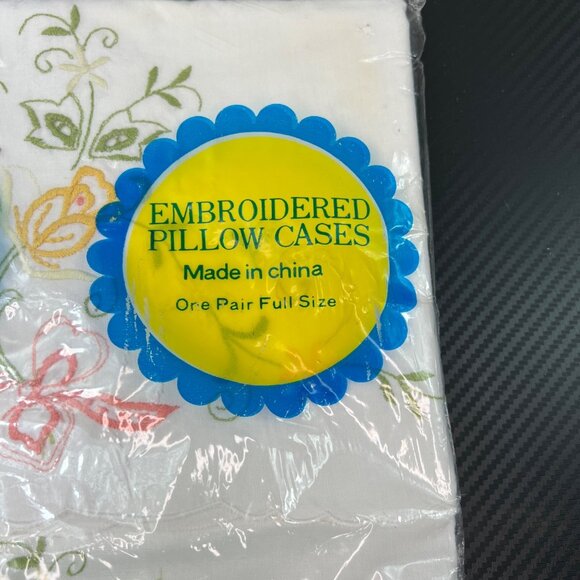 EMBROIDERED
PILLOW CASES
Made in china
One Pair Full Size